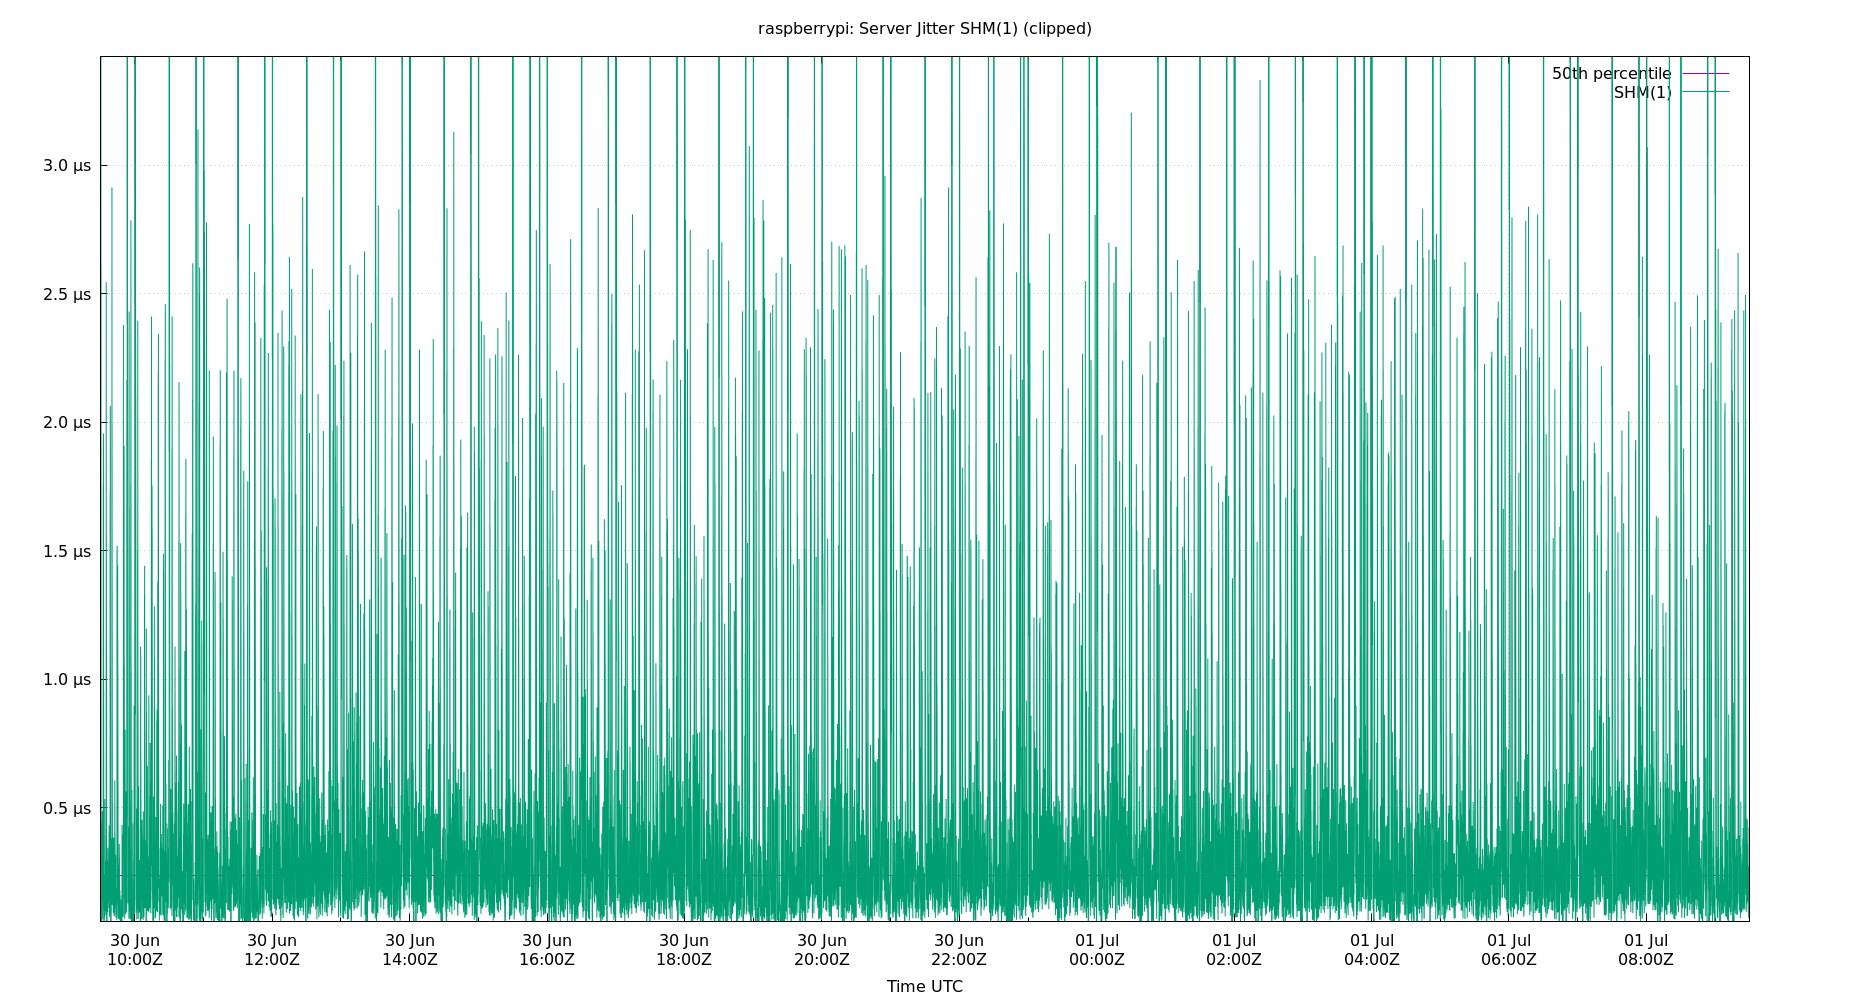 raspberrypi: Server Jitter SHM(1) (clipped)
50th percentile
SHM(1)
3.0 µs
2.5 µs
2.0 µs
1.5 µs
1.0 µs
0.5 µs
30 Jun 30 Jun 30 Jun 30 Jun 30 Jun 30 Jun 30 Jun 01 Jul 01 Jul 01 Jul 01 Jul 01 Jul
10:00Z 12:00Z 14:00Z 16:00Z 18:00Z 20:00Z 22:00Z 00:00Z 02:00Z 04:00Z 06:00Z 08:00Z
Time UTC